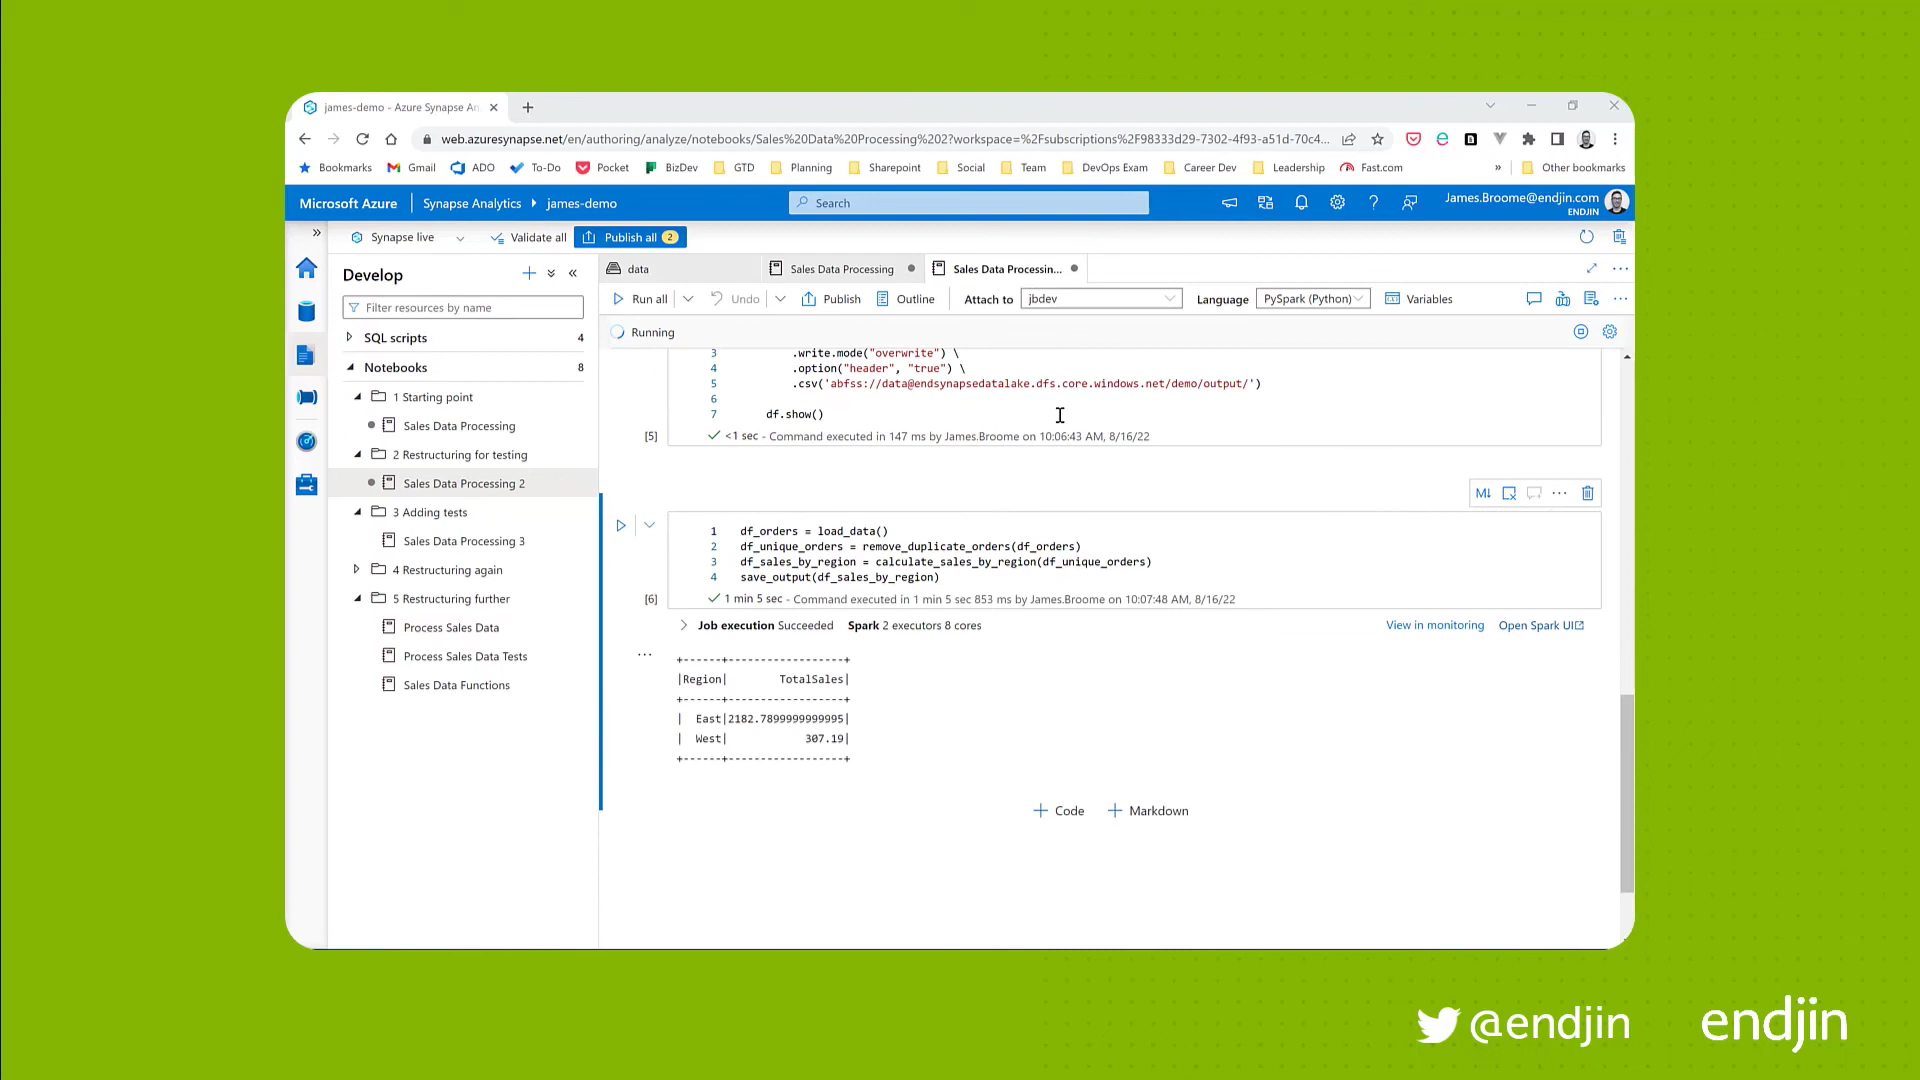 james-demo - Azure Synapse An
web.azuresynapse.net/en/authoring/analyze/notebooks/Sales%20Data%20Processing%202?workspace=%2Fsubscriptions%2F98333d29-7302-4f93-a51d-70c4...
Bookmarks Gmail ADO To-Do Pocket BizDev GTD Planning Sharepoint Social Team DevOps Exam Career Dev Leadership Fast.com » Other bookmarks
Microsoft Azure Synapse Analytics james-demo Search James.Broome@endjin.com
ENDJIN
Synapse live Validate all Publish all 2
Develop
Filter resources by name
SQL scripts 4
Notebooks 8
1 Starting point
Sales Data Processing
2 Restructuring for testing
Sales Data Processing 2
3 Adding tests
Sales Data Processing 3
4 Restructuring again
5 Restructuring further
Process Sales Data
Process Sales Data Tests
Sales Data Functions
data Sales Data Processing Sales Data Processin...
Run all Undo Publish Outline Attach to jbdev Language PySpark (Python) Variables
Running
3 .write.mode("overwrite") \
4 .option("header", "true") \
5 .csv('abfss://data@endsynapsedatalake.dfs.core.windows.net/demo/output/')
6
7 df.show()
[5] <1 sec - Command executed in 147 ms by James.Broome on 10:06:43 AM, 8/16/22
M↓
1 df_orders = load_data()
2 df_unique_orders = remove_duplicate_orders(df_orders)
3 df_sales_by_region = calculate_sales_by_region(df_unique_orders)
4 save_output(df_sales_by_region)
[6] 1 min 5 sec - Command executed in 1 min 5 sec 853 ms by James.Broome on 10:07:48 AM, 8/16/22
Job execution Succeeded Spark 2 executors 8 cores View in monitoring Open Spark UI
+------+-----------------+
|Region| TotalSales|
+------+-----------------+
| East|2182.7899999999995|
| West| 307.19|
+------+-----------------+
+ Code + Markdown
@endjin endjin